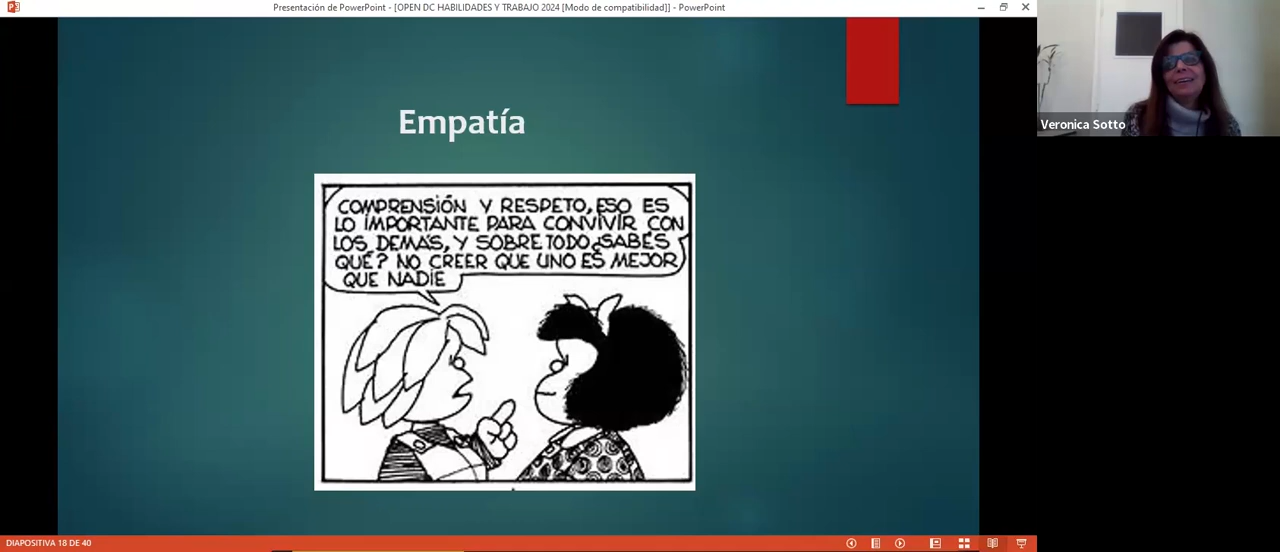 Presentación de PowerPoint - [OPEN DC HABILIDADES Y TRABAJO 2024 [Modo de compatibilidad]] - PowerPoint
Veronica Sotto
Empatía
COMPRENSIÓN Y RESPETO, ESO ES
LO IMPORTANTE PARA CONVIVIR CON
LOS DEMÁS, Y SOBRE TODO ¿SABÉS
QUÉ? NO CREER QUE UNO ES MEJOR
QUE NADIE
DIAPOSITIVA 18 DE 40